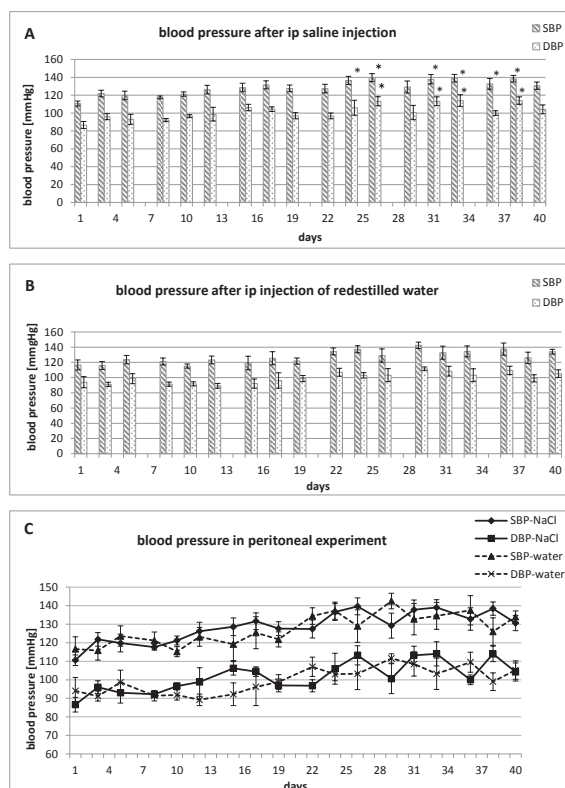 A
blood pressure after ip saline injection
SBP
DBP
blood pressure [mmHg]
160
140
120
100
80
60
40
20
0
* * * * * *
* * * *
1 4 7 10 13 16 19 22 25 28 31 34 37 40
days
B
blood pressure after ip injection of redestilled water
SBP
DBP
blood pressure [mmgHg]
160
140
120
100
80
60
40
20
0
1 4 7 10 13 16 19 22 25 28 31 34 37 40
days
C
blood pressure in peritoneal experiment
SBP-NaCl
DBP-NaCl
SBP-water
DBP-water
blood pressure [mmHg]
150
140
130
120
110
100
90
80
70
60
1 4 7 10 13 16 19 22 24 28 31 34 36 40
days